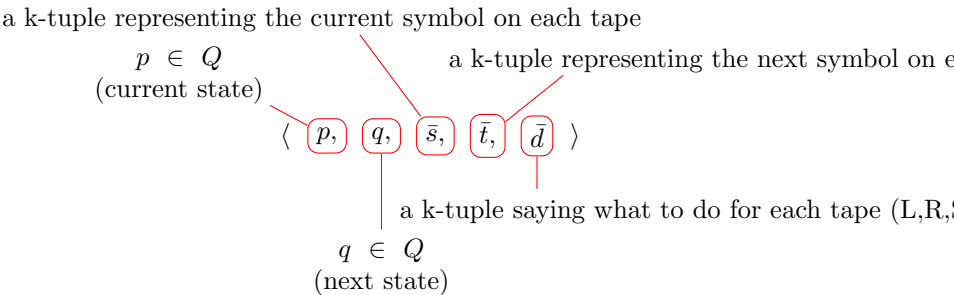 a k-tuple representing the current symbol on each tape
p ∈ Q
(current state)
a k-tuple representing the next symbol on
⟨ p, q, s̄, t̄, d̄ ⟩
a k-tuple saying what to do for each tape (L,R,
q ∈ Q
(next state)